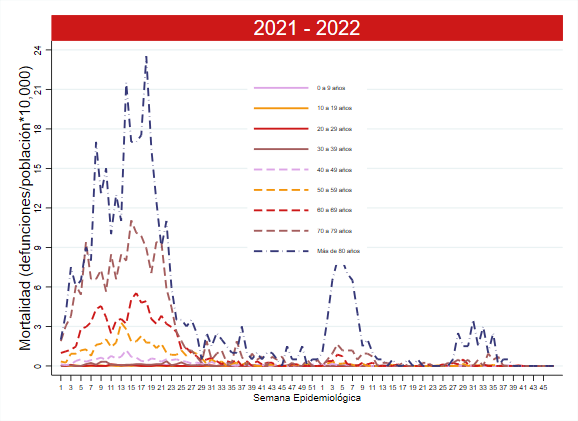 2021 - 2022
Mortalidad (defunciones/población*10,000)
24
21
18
15
12
9
6
3
0
0 a 9 años
10 a 19 años
20 a 29 años
30 a 39 años
40 a 49 años
50 a 59 años
60 a 69 años
70 a 79 años
Más de 80 años
1 3 5 7 9 11 13 15 17 19 21 23 25 27 29 31 33 35 37 39 41 43 45 47 49 51 1 3 5 7 9 11 13 15 17 19 21 23 25 27 29 31 33 35 37 39 41 43 45
Semana Epidemiológica